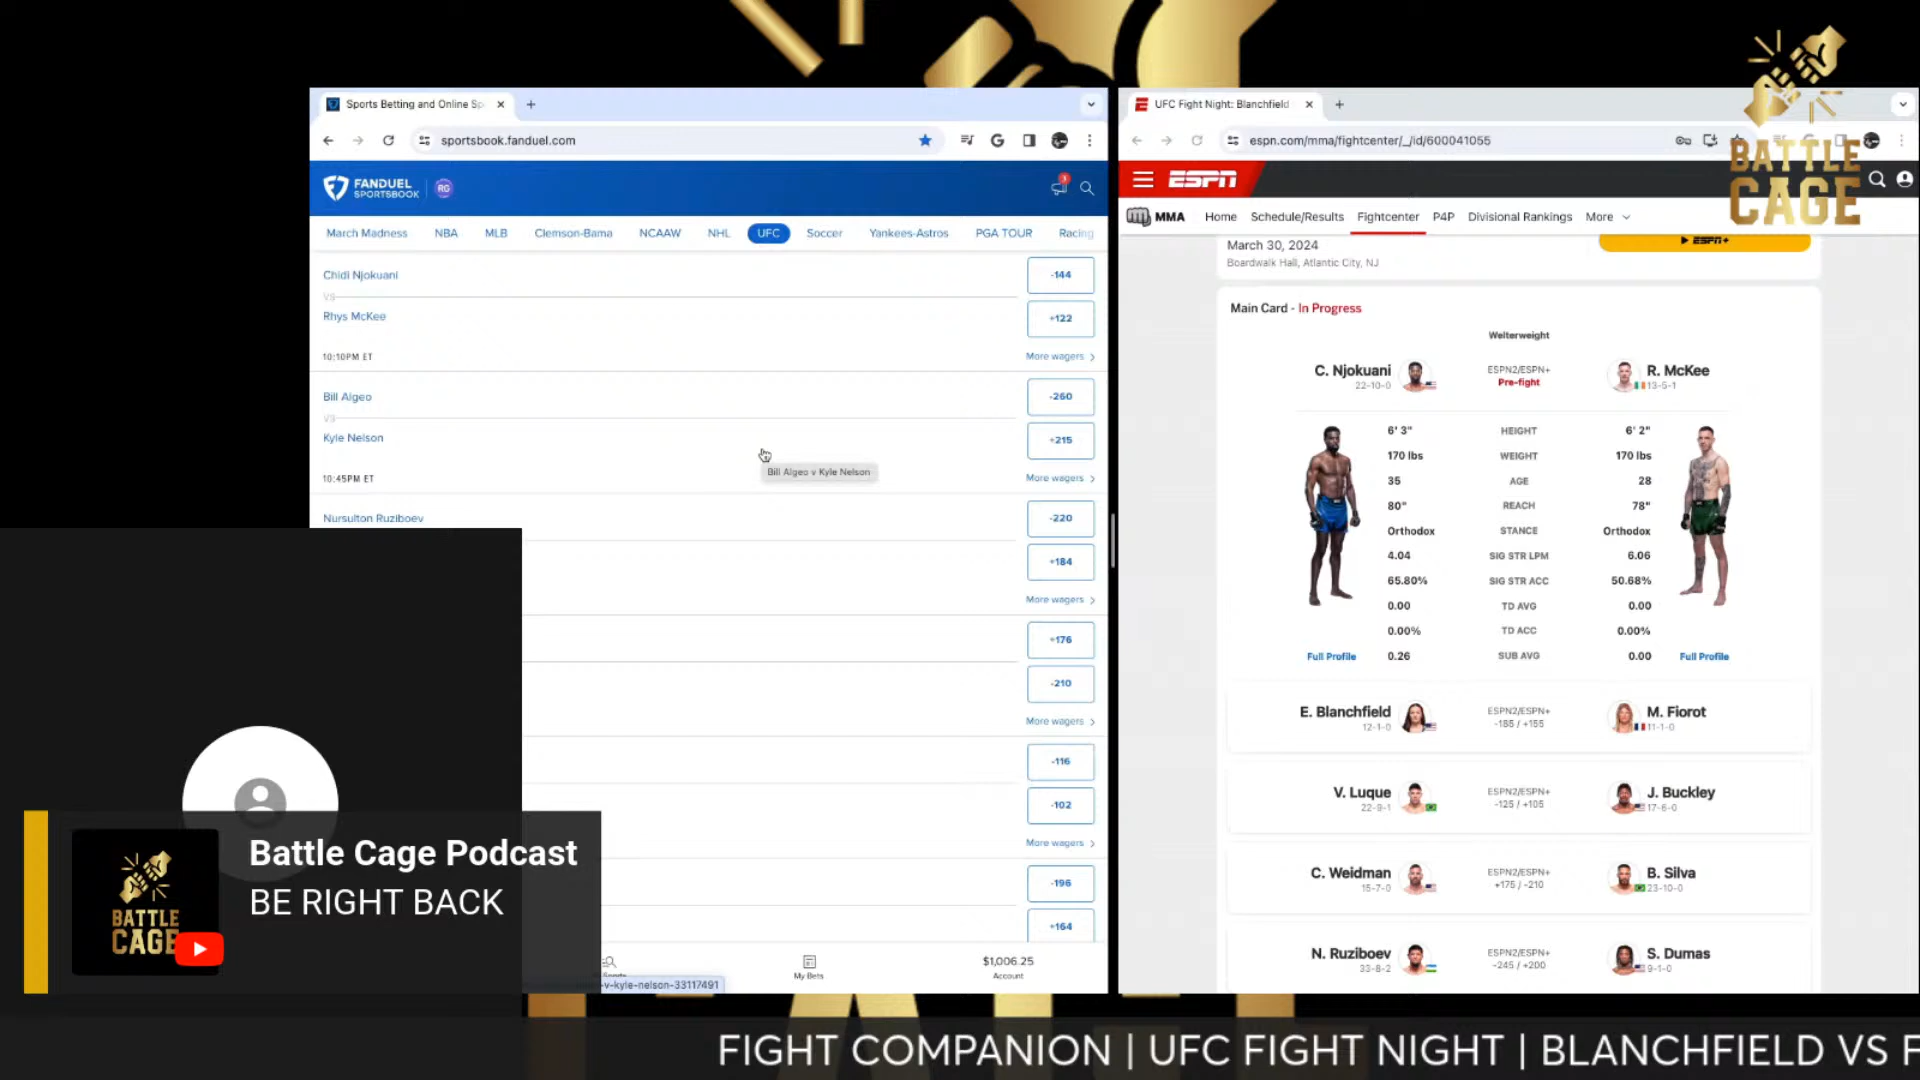 Sports Betting and Online Sp
sportsbook.fanduel.com
FANDUEL
SPORTSBOOK
RG
3
March Madness
NBA
MLB
Clemson-Bama
NCAAW
NHL
UFC
Soccer
Yankees-Astros
PGA TOUR
Racing
Chidi Njokuani
-144
VS
Rhys McKee
+122
10:10PM ET
More wagers
Bill Algeo
-260
VS
Kyle Nelson
+215
Bill Algeo v Kyle Nelson
10:45PM ET
More wagers
Nursulton Ruziboev
-220
+184
More wagers
+176
-210
More wagers
-116
-102
More wagers
-196
+164
My Bets
$1,006.25
Account
-v-kyle-nelson-33117491
UFC Fight Night: Blanchfield
espn.com/mma/fightcenter/_/id/600041055
ESPN
MMA
Home
Schedule/Results
Fightcenter
P4P
Divisional Rankings
More
March 30, 2024
Boardwalk Hall, Atlantic City, NJ
ESPN+
Main Card - In Progress
Welterweight
C. Njokuani
22-10-0
ESPN2/ESPN+
Pre-fight
R. McKee
13-5-1
6' 3" HEIGHT 6' 2"
170 lbs WEIGHT 170 lbs
35 AGE 28
80" REACH 78"
Orthodox STANCE Orthodox
4.04 SIG STR LPM 6.06
65.80% SIG STR ACC 50.68%
0.00 TD AVG 0.00
0.00% TD ACC 0.00%
Full Profile 0.26 SUB AVG 0.00 Full Profile
E. Blanchfield
12-1-0
ESPN2/ESPN+
-185 / +155
M. Fiorot
11-1-0
V. Luque
22-9-1
ESPN2/ESPN+
-125 / +105
J. Buckley
17-6-0
C. Weidman
15-7-0
ESPN2/ESPN+
+175 / -210
B. Silva
23-10-0
N. Ruziboev
33-8-2
ESPN2/ESPN+
-245 / +200
S. Dumas
9-1-0
BATTLE
CAGE
BATTLE
CAGE
Battle Cage Podcast
BE RIGHT BACK
FIGHT COMPANION | UFC FIGHT NIGHT | BLANCHFIELD VS F